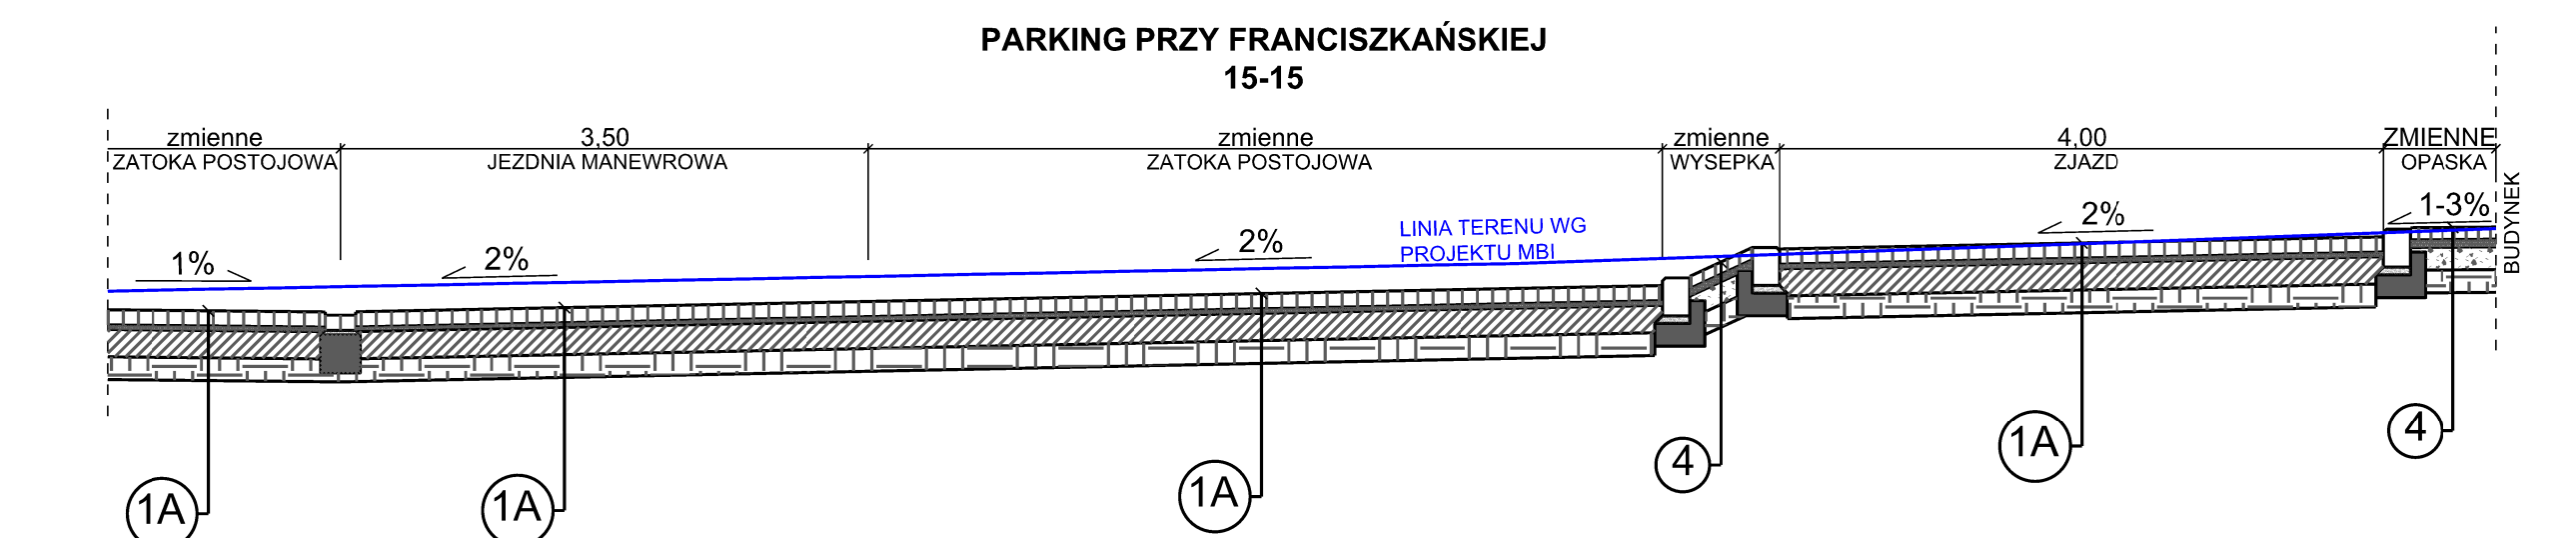 PARKING PRZY FRANCISZKAŃSKIEJ
15-15
zmienne 3,50 zmienne zmienne 4,00 ZMIENNE
ZATOKA POSTOJOWA JEZDNIA MANEWROWA ZATOKA POSTOJOWA WYSEPKA ZJAZD OPASKA
BUDYNEK
1% 2% 2% 2% 1-3%
LINIA TERENU WG
PROJEKTU MBI
1A 1A 1A 4 1A 4